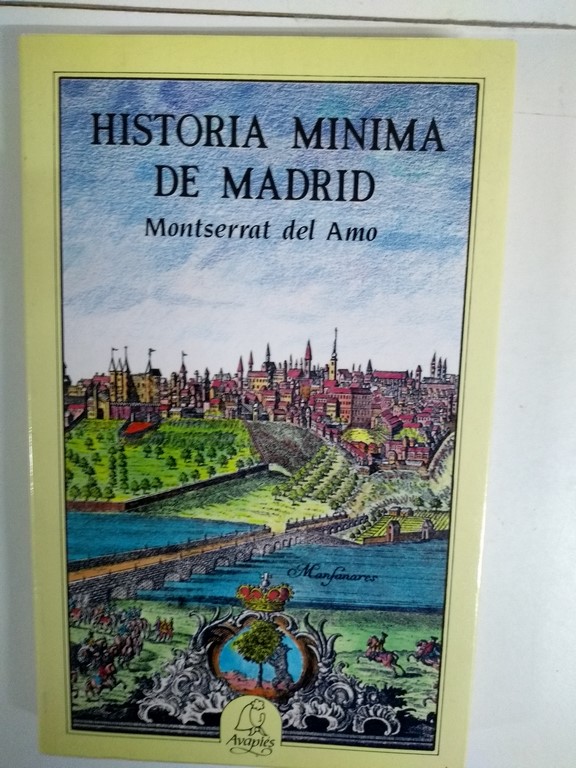 HISTORIA MINIMA
DE MADRID
Montserrat del Amo
Manſanares
Avapiés